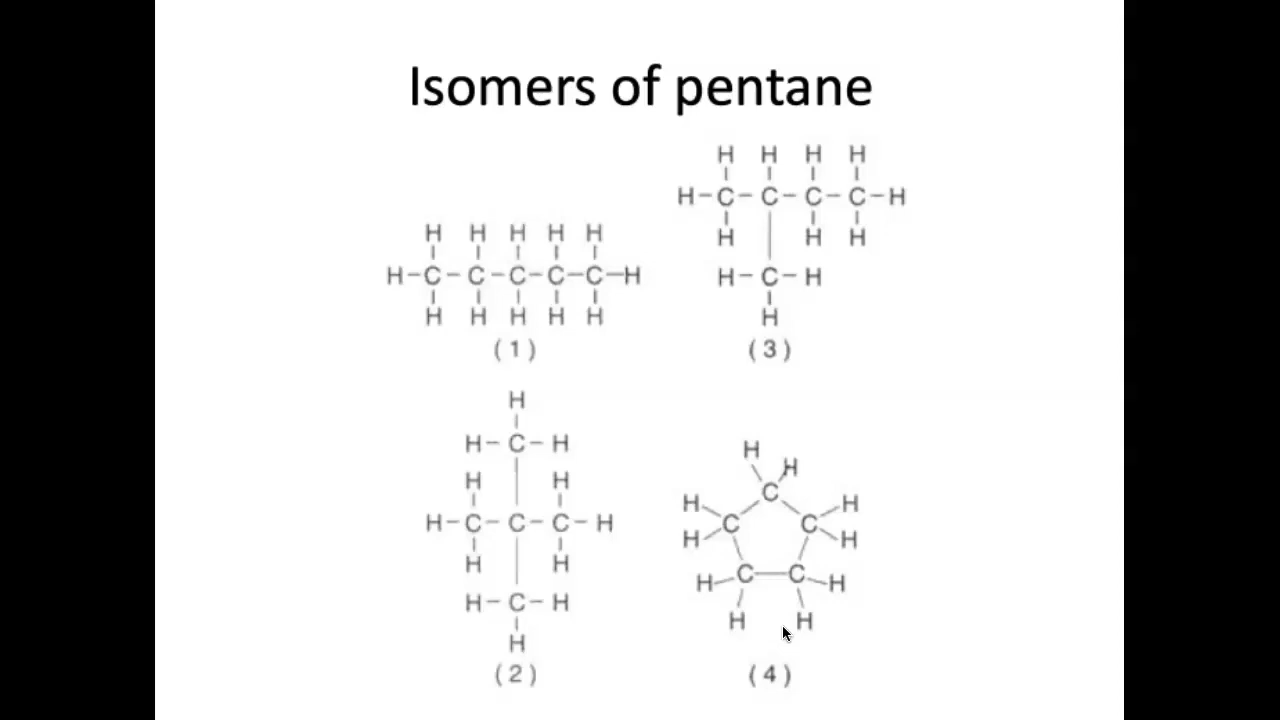 Isomers of pentane
H H H H H
H-C-C-C-C-C-H
H H H H H
(1)
H H H H
H-C-C-C-C-H
H H H
H-C-H
H
(3)
H
H-C-H
H H
H-C-C-C-H
H H
H-C-H
H
(2)
H H
C
H C C H
H H
H C C H
H H
(4)